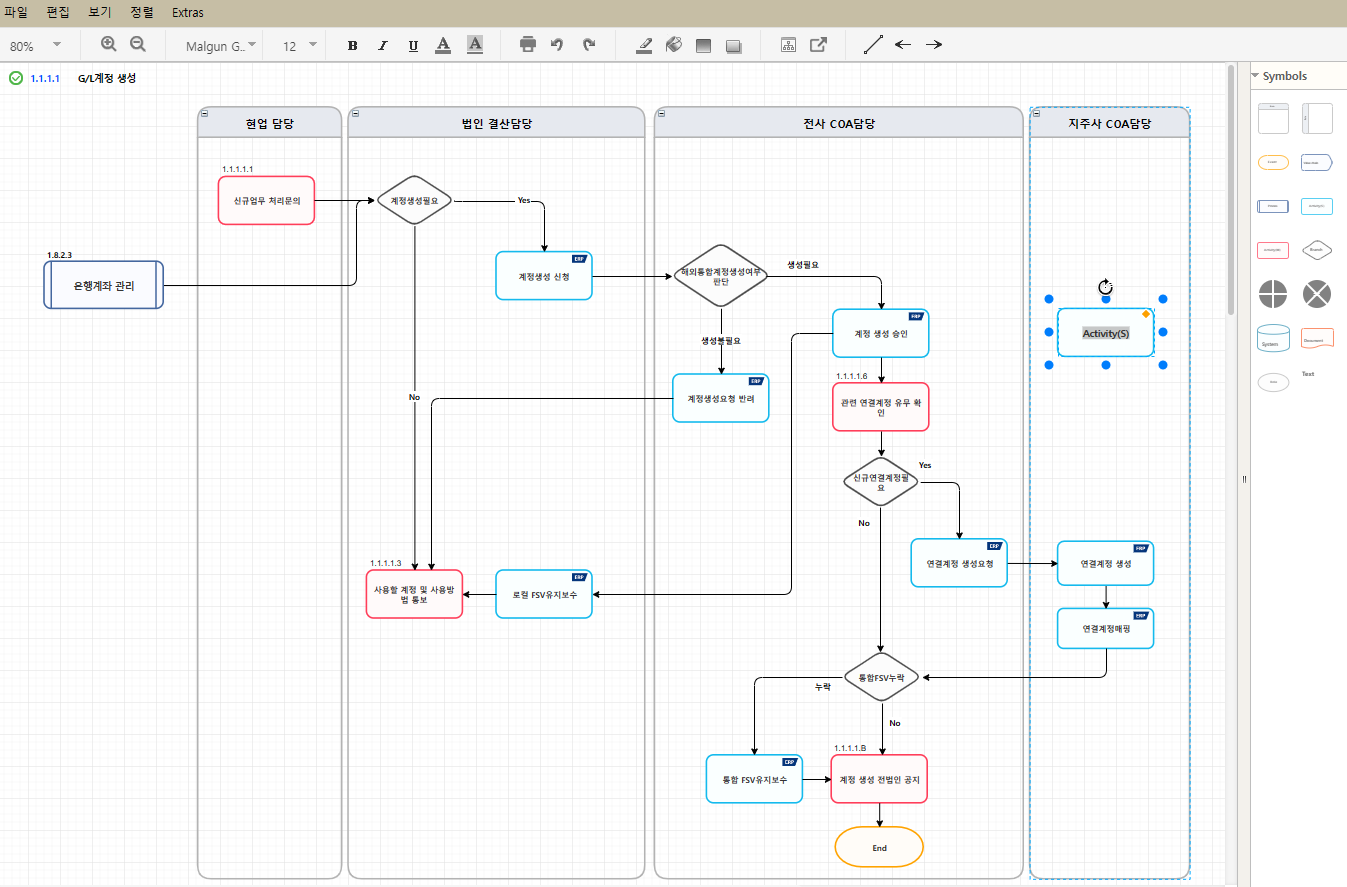 파일 편집 보기 정렬 Extras
80% Malgun G.. 12 B I U A A
1.1.1.1 G/L계정 생성
Symbols
현업 담당
법인 결산담당
전사 COA담당
지주사 COA담당
1.1.1.1.1
신규업무 처리문의
계정생성필요
Yes
1.8.2.3
은행계좌 관리
ERP
계정생성 신청
해외통합계정생성여부
판단
생성필요
ERP
계정 생성 승인
Activity(S)
생성불필요
ERP
계정생성요청 반려
1.1.1.1.6
관련 연결계정 유무 확
인
No
신규연결계정필
요
Yes
No
ERP
연결계정 생성요청
ERP
연결계정 생성
1.1.1.1.3
사용할 계정 및 사용방
법 통보
ERP
로컬 FSV유지보수
ERP
연결계정매핑
통합FSV누락
누락
No
ERP
통합 FSV유지보수
1.1.1.1.B
계정 생성 전법인 공지
End
Branch
System
Document
Text